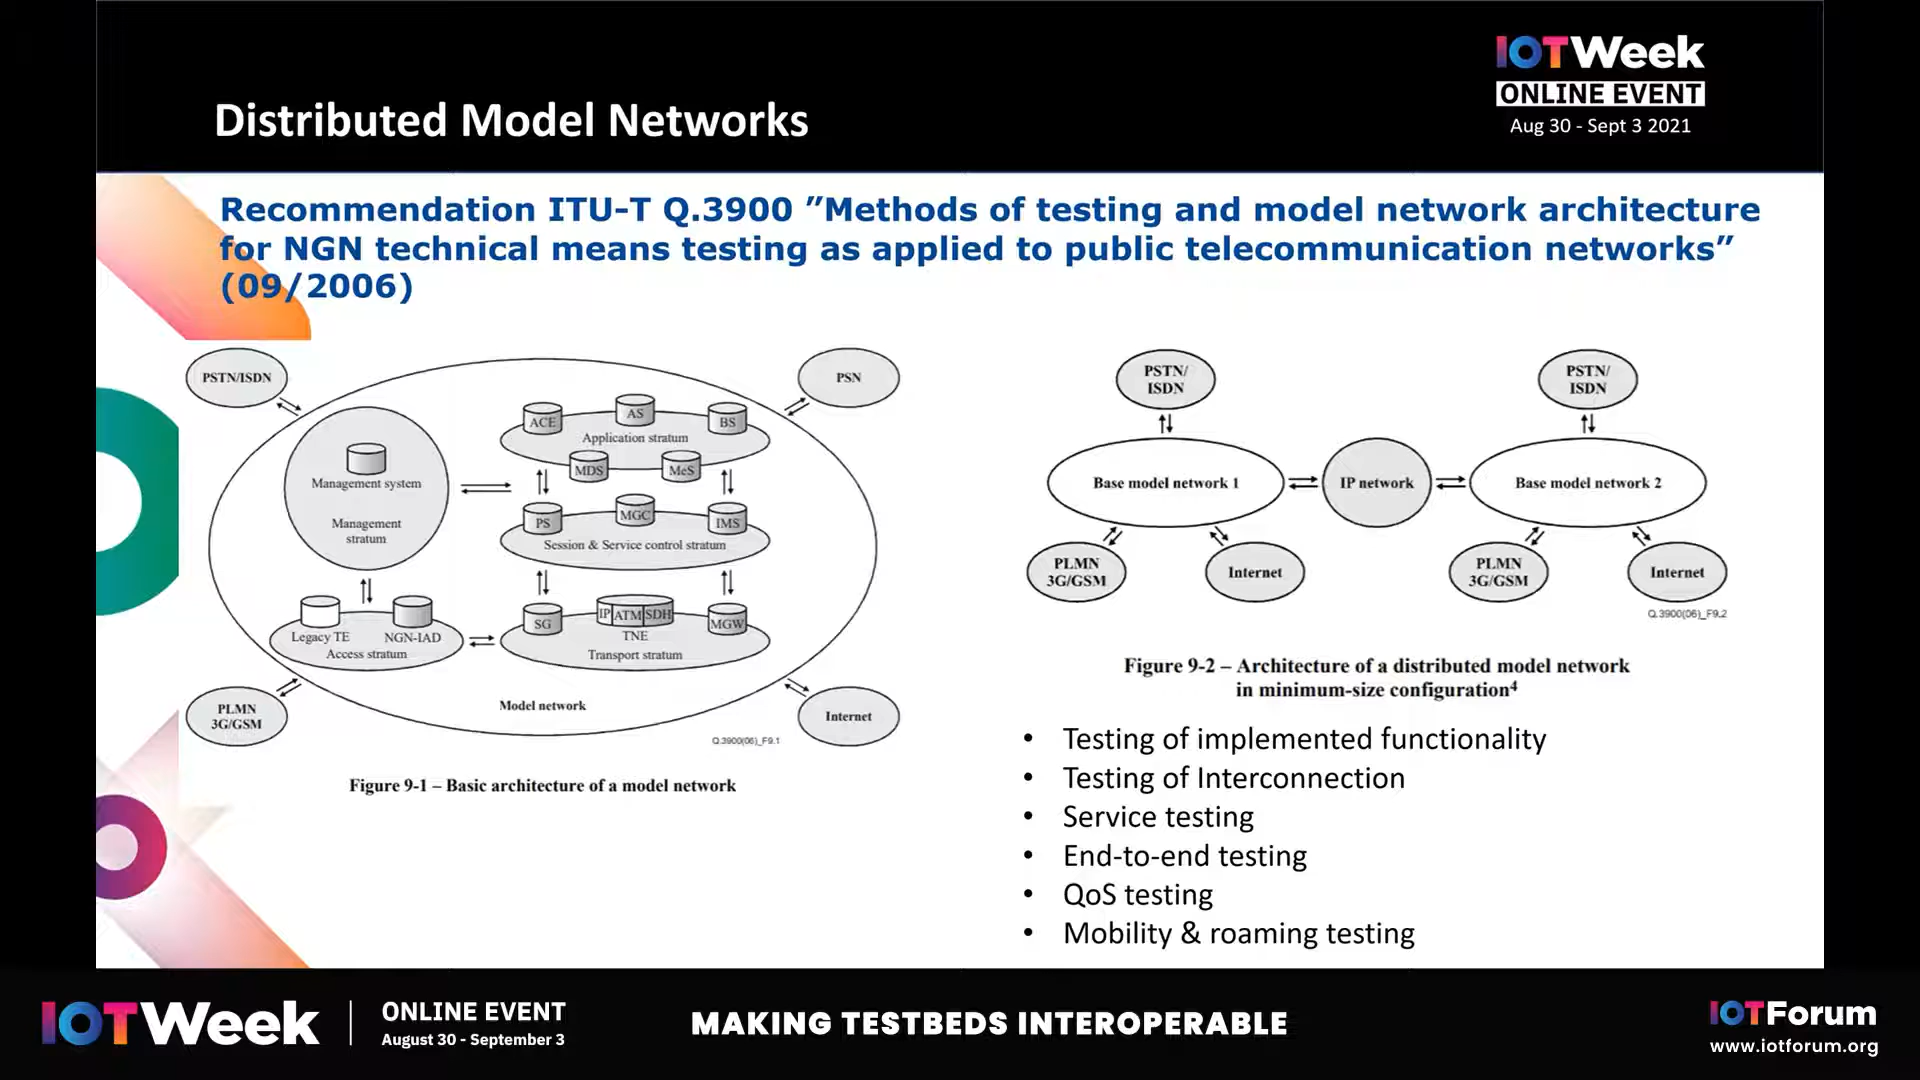 IOTWeek
ONLINE EVENT
Aug 30 - Sept 3 2021
Distributed Model Networks
Recommendation ITU-T Q.3900 ”Methods of testing and model network architecture
for NGN technical means testing as applied to public telecommunication networks”
(09/2006)
PSTN/ISDN
PSN
ACE
AS
BS
Application stratum
MDS
MeS
Management system
Management
stratum
PS
MGC
IMS
Session & Service control stratum
Legacy TE
NGN-IAD
Access stratum
SG
IP
ATM
SDH
MGW
TNE
Transport stratum
PLMN
3G/GSM
Model network
Internet
Q.3900(06)_F9.1
Figure 9-1 – Basic architecture of a model network
PSTN/
ISDN
PSTN/
ISDN
Base model network 1
IP network
Base model network 2
PLMN
3G/GSM
Internet
PLMN
3G/GSM
Internet
Q.3900(06)_F9.2
Figure 9-2 – Architecture of a distributed model network
in minimum-size configuration⁴
• Testing of implemented functionality
• Testing of Interconnection
• Service testing
• End-to-end testing
• QoS testing
• Mobility & roaming testing
IOTWeek
ONLINE EVENT
August 30 - September 3
MAKING TESTBEDS INTEROPERABLE
IOTForum
www.iotforum.org